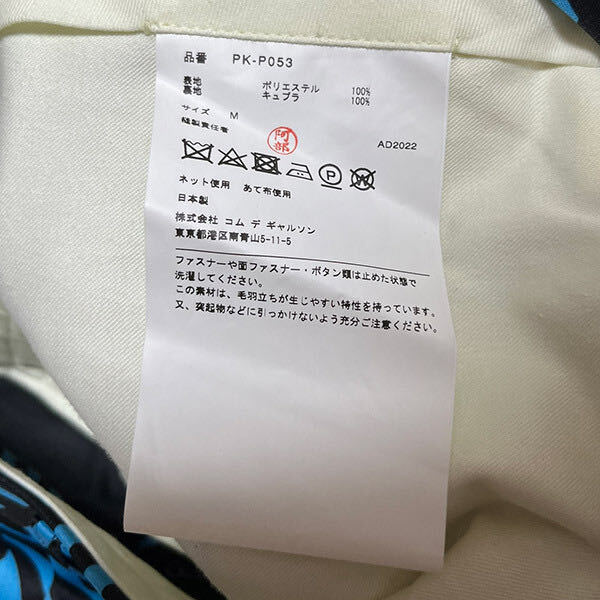 品番 PK-P053
表地 ポリエステル 100%
裏地 キュプラ 100%
サイズ M
縫製責任者
阿部
AD2022
P W
ネット使用 あて布使用
日本製
株式会社 コム デ ギャルソン
東京都港区南青山5-11-5
ファスナーや面ファスナー・ボタン類は止めた状態で
洗濯してください。
この素材は、毛羽立ちが生じやすい特性を持っています。
又、突起物などに引っかけないよう充分ご注意ください。